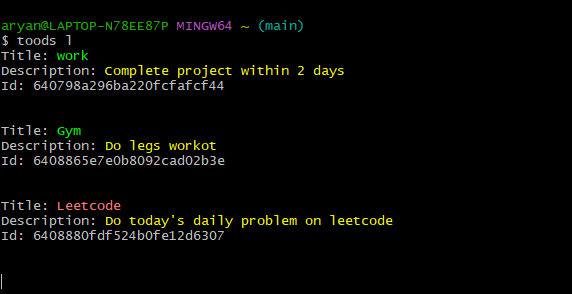 aryan@LAPTOP-N78EE87P MINGW64 ~ (main)
$ toods l
Title: work
Description: Complete project within 2 days
Id: 640798a296ba220fcfafcf44
Title: Gym
Description: Do legs workot
Id: 6408865e7e0b8092cad02b3e
Title: Leetcode
Description: Do today's daily problem on leetcode
Id: 6408880fdf524b0fe12d6307